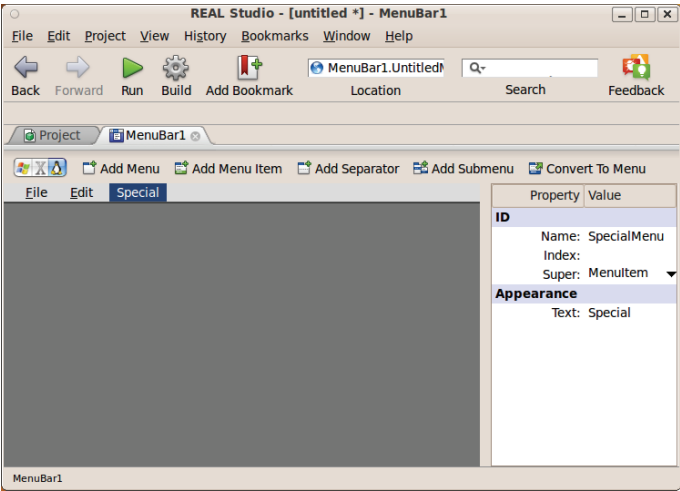 REAL Studio - [untitled *] - MenuBar1
File Edit Project View History Bookmarks Window Help
MenuBar1.Untitled
Back Forward Run Build Add Bookmark Location Search Feedback
Project MenuBar1
X Add Menu Add Menu Item Add Separator Add Submenu Convert To Menu
File Edit Special
Property Value
ID
Name: SpecialMenu
Index:
Super: MenuItem
Appearance
Text: Special
MenuBar1